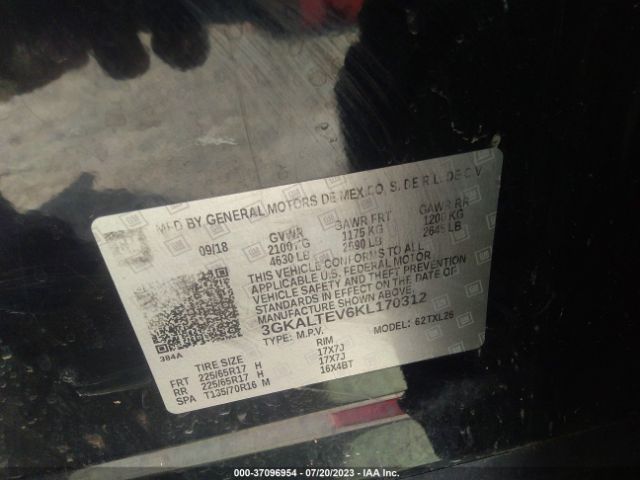 MFD BY GENERAL MOTORS DE MEXICO, S. DE R.L. DE C.V
09/18 GVWR GAWR FRT GAWR RR
2100 KG 1175 KG 1200 KG
4630 LB 2590 LB 2645 LB
THIS VEHICLE CONFORMS TO ALL
APPLICABLE U.S. FEDERAL MOTOR
VEHICLE SAFETY AND THEFT PREVENTION
STANDARDS IN EFFECT ON THE DATE OF
MANUFACTURE SHOWN ABOVE.
3GKALTEV6KL170312
TYPE: M.P.V. MODEL: 62TXL26
384A
TIRE SIZE RIM
FRT 225/65R17 H 17X7J
RR 225/65R17 H 17X7J
SPA T135/70R16 M 16X4BT
000-37096954 - 07/20/2023 - IAA Inc.